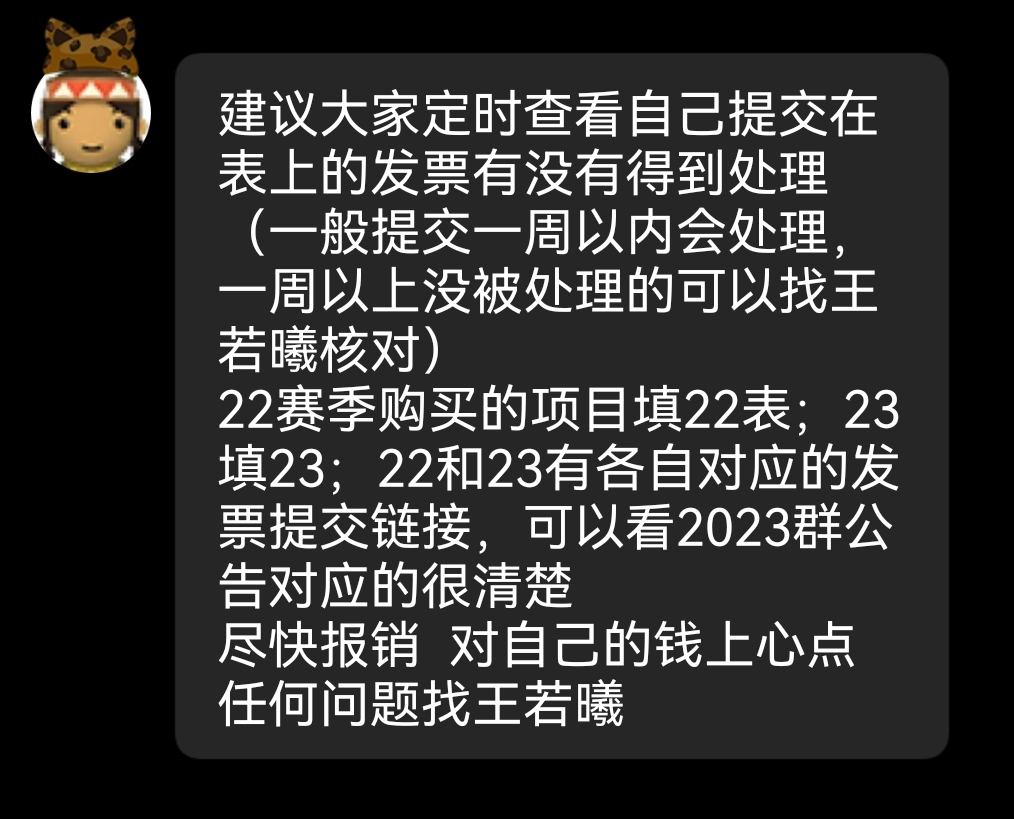 建议大家定时查看自己提交在
表上的发票有没有得到处理
（一般提交一周以内会处理，
一周以上没被处理的可以找王
若曦核对）
22赛季购买的项目填22表；23
填23；22和23有各自对应的发
票提交链接，可以看2023群公
告对应的很清楚
尽快报销 对自己的钱上心点
任何问题找王若曦